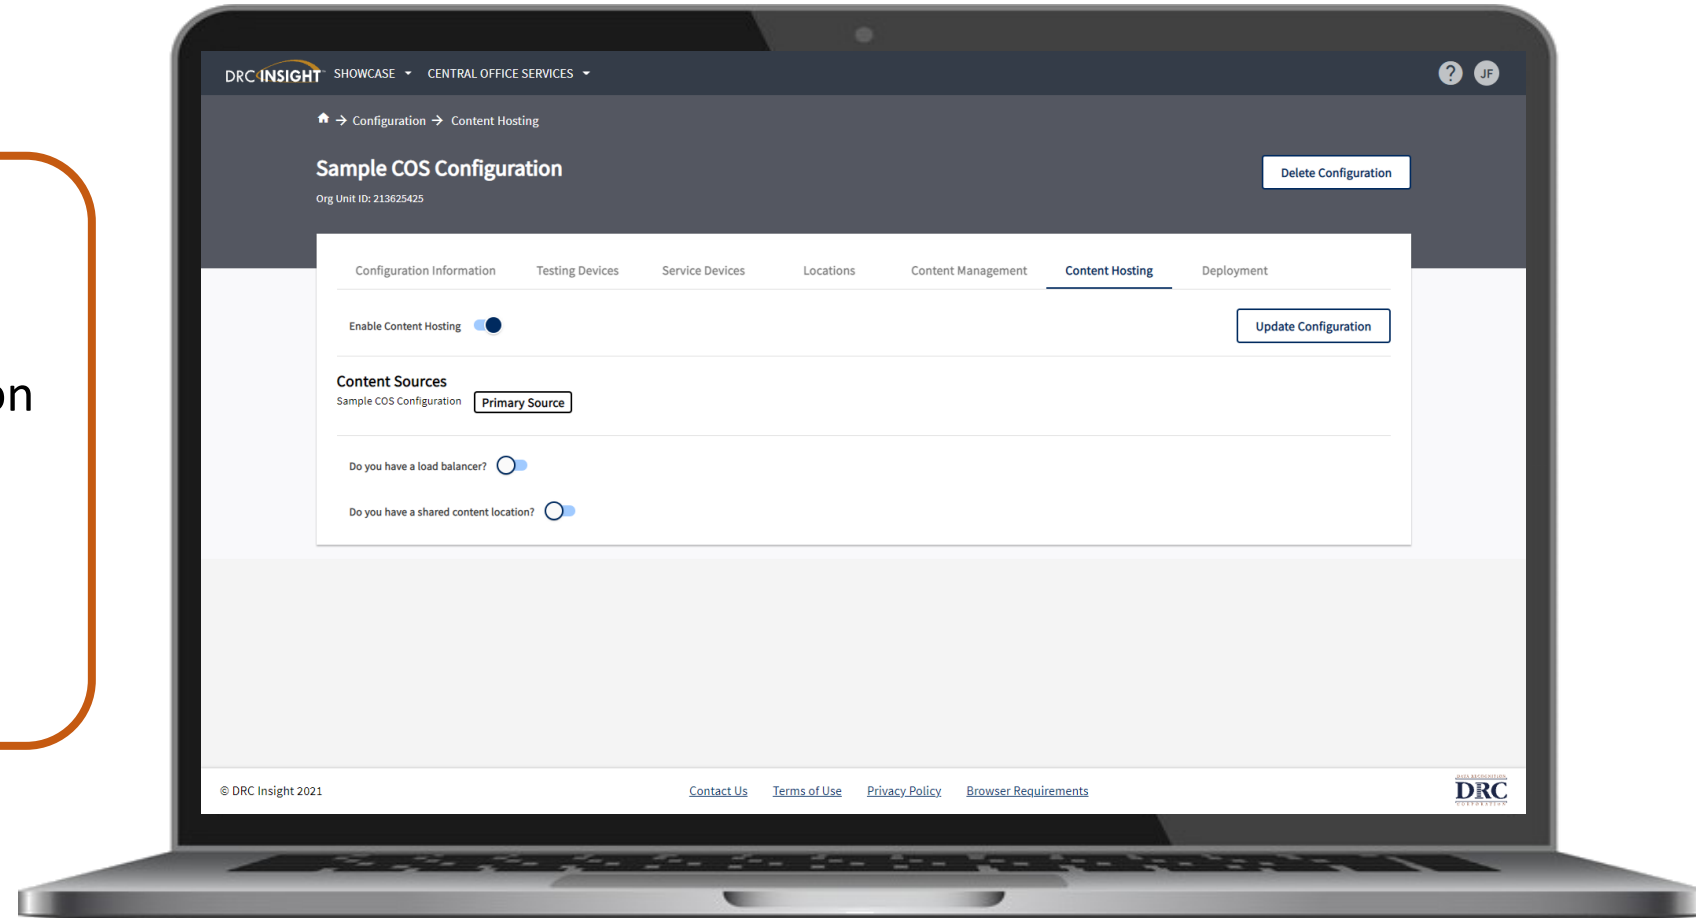 on
DRC INSIGHT SHOWCASE CENTRAL OFFICE SERVICES ? JF
Configuration → Content Hosting
Sample COS Configuration
Delete Configuration
Org Unit ID: 213625425
Configuration Information Testing Devices Service Devices Locations Content Management Content Hosting Deployment
Enable Content Hosting
Update Configuration
Content Sources
Sample COS Configuration Primary Source
Do you have a load balancer?
Do you have a shared content location?
© DRC Insight 2021 Contact Us Terms of Use Privacy Policy Browser Requirements
DATA RECOGNITION
DRC
CORPORATION